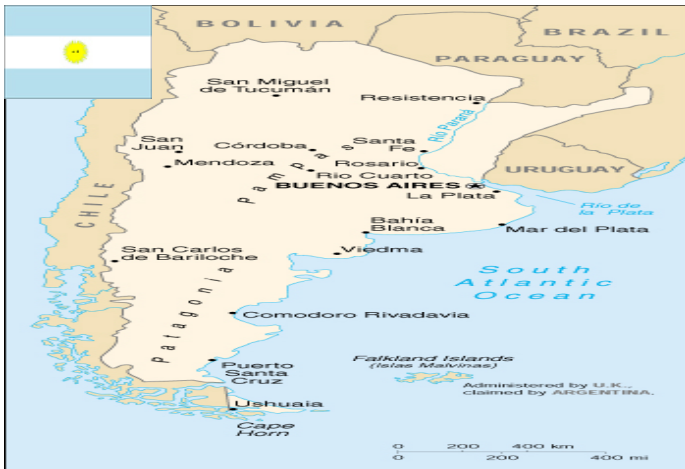 BOLIVIA
BRAZIL
PARAGUAY
San Miguel
de Tucumán
Resistencia
Río Paraná
San
Juan
Córdoba
Santa
Fe
Mendoza
Pampas
Rosario
Rio Cuarto
URUGUAY
BUENOS AIRES
La Plata
CHILE
Río de
la Plata
Bahía
Blanca
Mar del Plata
San Carlos
de Bariloche
Viedma
South
Atlantic
Ocean
Patagonia
Comodoro Rivadavia
Puerto
Santa
Cruz
Falkland Islands
(Islas Malvinas)
Administered by U.K.,
claimed by ARGENTINA.
Ushuaia
Cape
Horn
0 200 400 km
0 200 400 mi